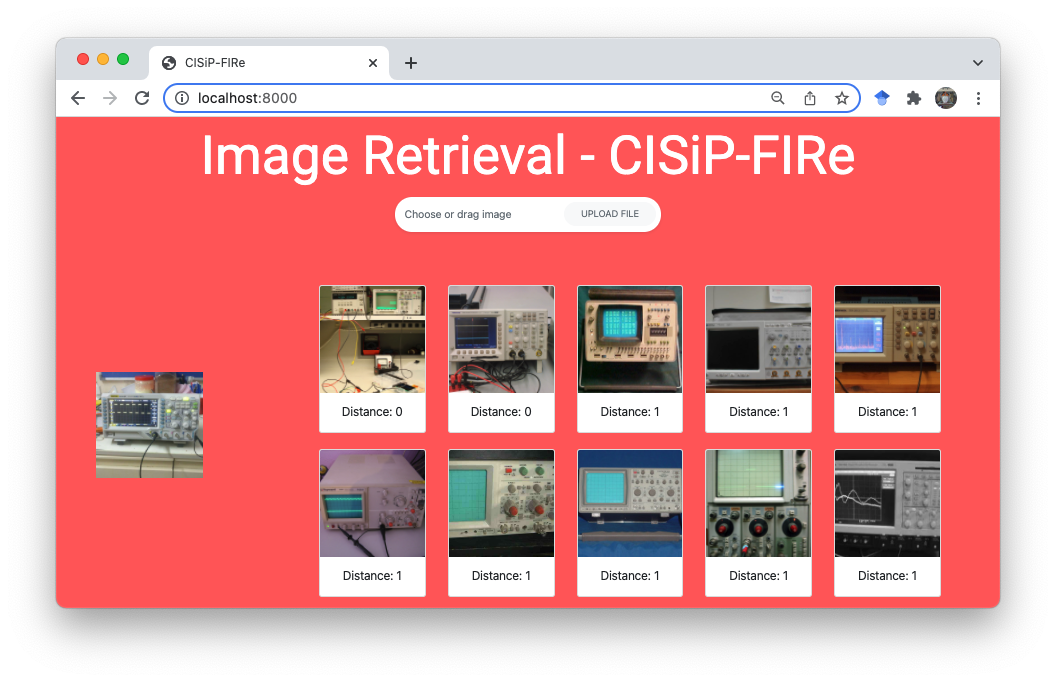 CISiP-FIRe
localhost:8000
Image Retrieval - CISiP-FIRe
Choose or drag image UPLOAD FILE
Distance: 0 Distance: 0 Distance: 1 Distance: 1 Distance: 1
Distance: 1 Distance: 1 Distance: 1 Distance: 1 Distance: 1